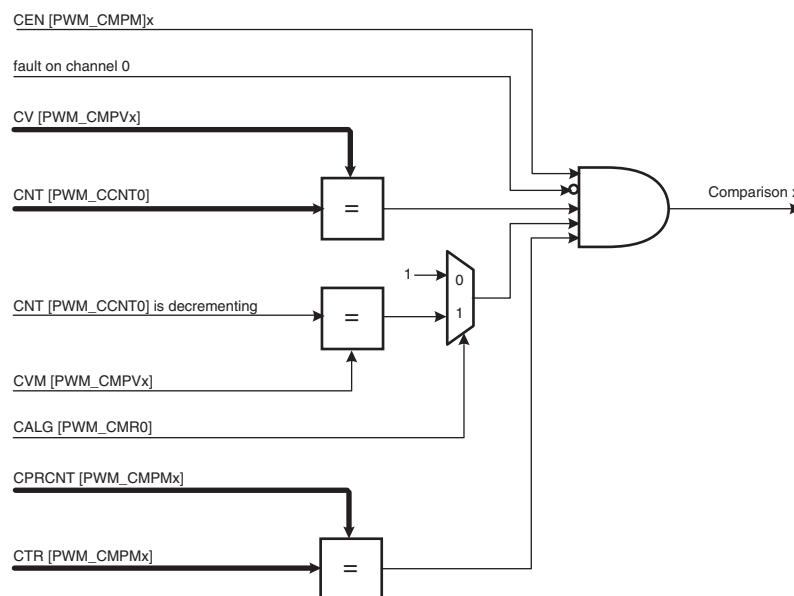 CEN [PWM_CMPM]x
fault on channel 0
CV [PWM_CMPVx]
CNT [PWM_CCNT0]
=
Comparison x
1
0
CNT [PWM_CCNT0] is decrementing
=
1
CVM [PWM_CMPVx]
CALG [PWM_CMR0]
CPRCNT [PWM_CMPMx]
CTR [PWM_CMPMx]
=